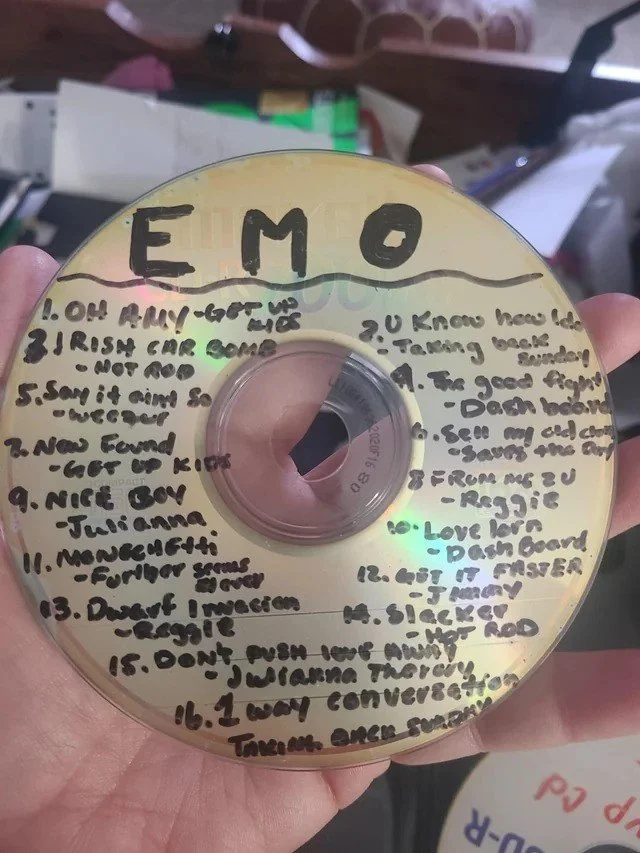 EMO
1. OH AMY - GET UP KIDS
2. U Know how I do
- Taking back Sunday
3. IRISH CAR BOMB
- HOT ROD
4. The good fight
- Dash board
5. Say it aint So
- weezer
6. Sell my old
- Saves the Day
7. New Found
- GET UP KIDS
8 FROM ME 2 U
- Reggie
9. NICE BOY
- Julianna
10. Love lorn
- Dash Board
11.
- Further seems
12. GET IT FASTER
- Jimmy
13. Dwarf Invasion
- Reggie
14. Slacker
- HOT ROD
15. DONT PUSH love AWAY
- Julianna Theory
16. 1 way conversation
TAKING BACK SUNDAY
CD-R
cd